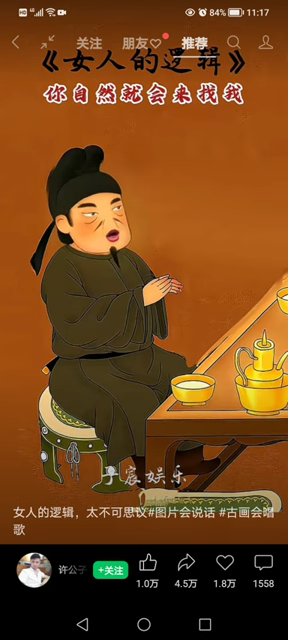 HD 4G 84% 11:17
关注 朋友 推荐
《女人的逻辑》
你自然就会来找我
子宸娱乐
女人的逻辑，太不可思议#图片会说话 #古画会唱
歌
许公子
+关注
1.0万 4.5万 1.8万 1558